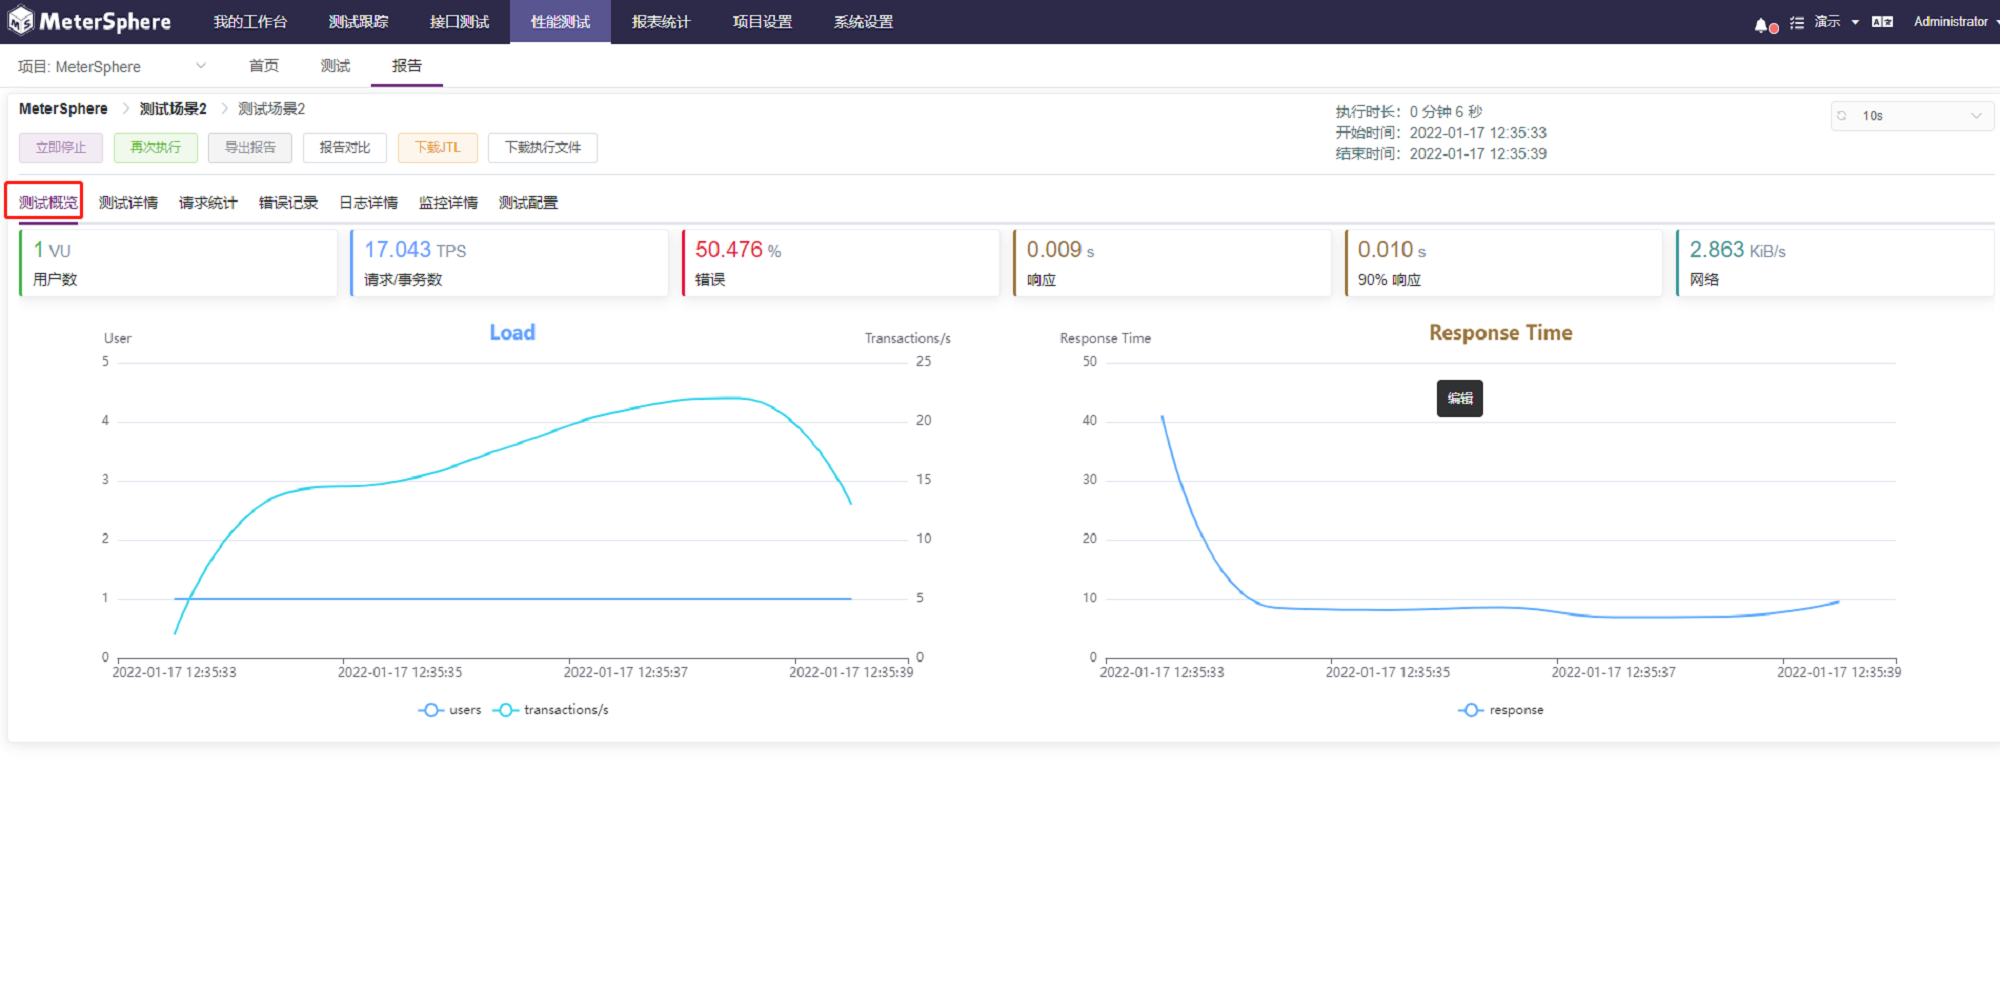 MeterSphere 我的工作台 测试跟踪 接口测试 性能测试 报表统计 项目设置 系统设置 演示 Administrator
项目: MeterSphere 首页 测试 报告
MeterSphere 测试场景2 测试场景2
立即停止 再次执行 导出报告 报告对比 下载JTL 下载执行文件
执行时长: 0 分钟 6 秒
开始时间: 2022-01-17 12:35:33
结束时间: 2022-01-17 12:35:39
10s
测试概览 测试详情 请求统计 错误记录 日志详情 监控详情 测试配置
1 VU
用户数
17.043 TPS
请求/事务数
50.476 %
错误
0.009 s
响应
0.010 s
90% 响应
2.863 KiB/s
网络
Load
User
Transactions/s
5
4
3
2
1
0
25
20
15
10
5
0
2022-01-17 12:35:33 2022-01-17 12:35:35 2022-01-17 12:35:37 2022-01-17 12:35:39
users transactions/s
Response Time
Response Time
编辑
50
40
30
20
10
0
2022-01-17 12:35:33 2022-01-17 12:35:35 2022-01-17 12:35:37 2022-01-17 12:35:39
response